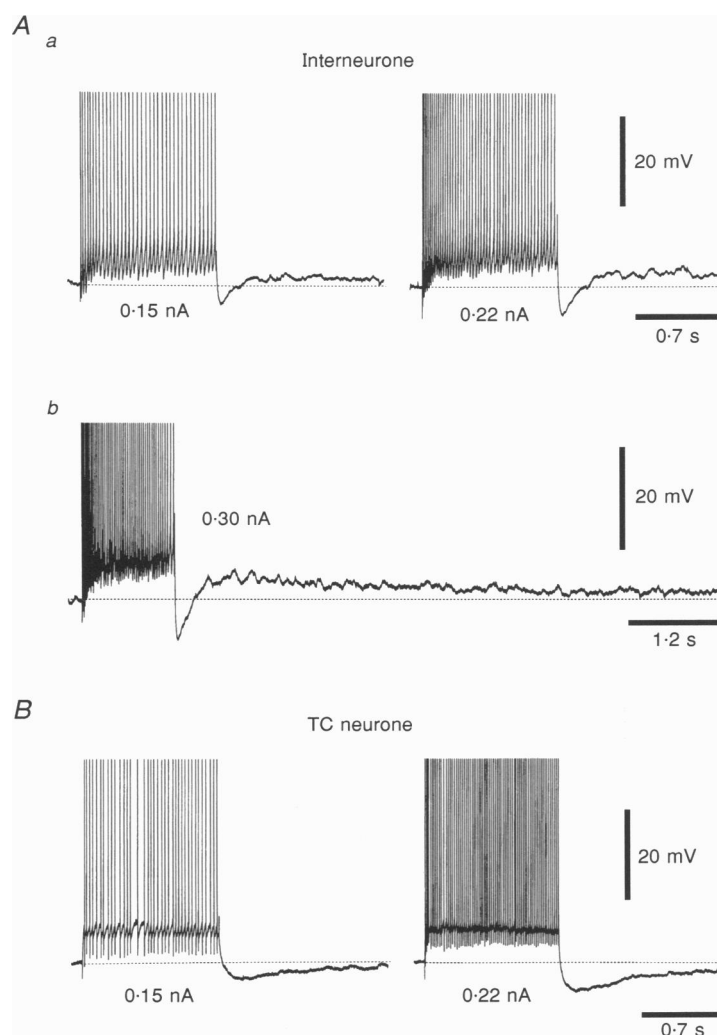 A
a
Interneurone
20 mV
0·15 nA
0·22 nA
0·7 s
b
0·30 nA
20 mV
1·2 s
B
TC neurone
20 mV
0·15 nA
0·22 nA
0·7 s